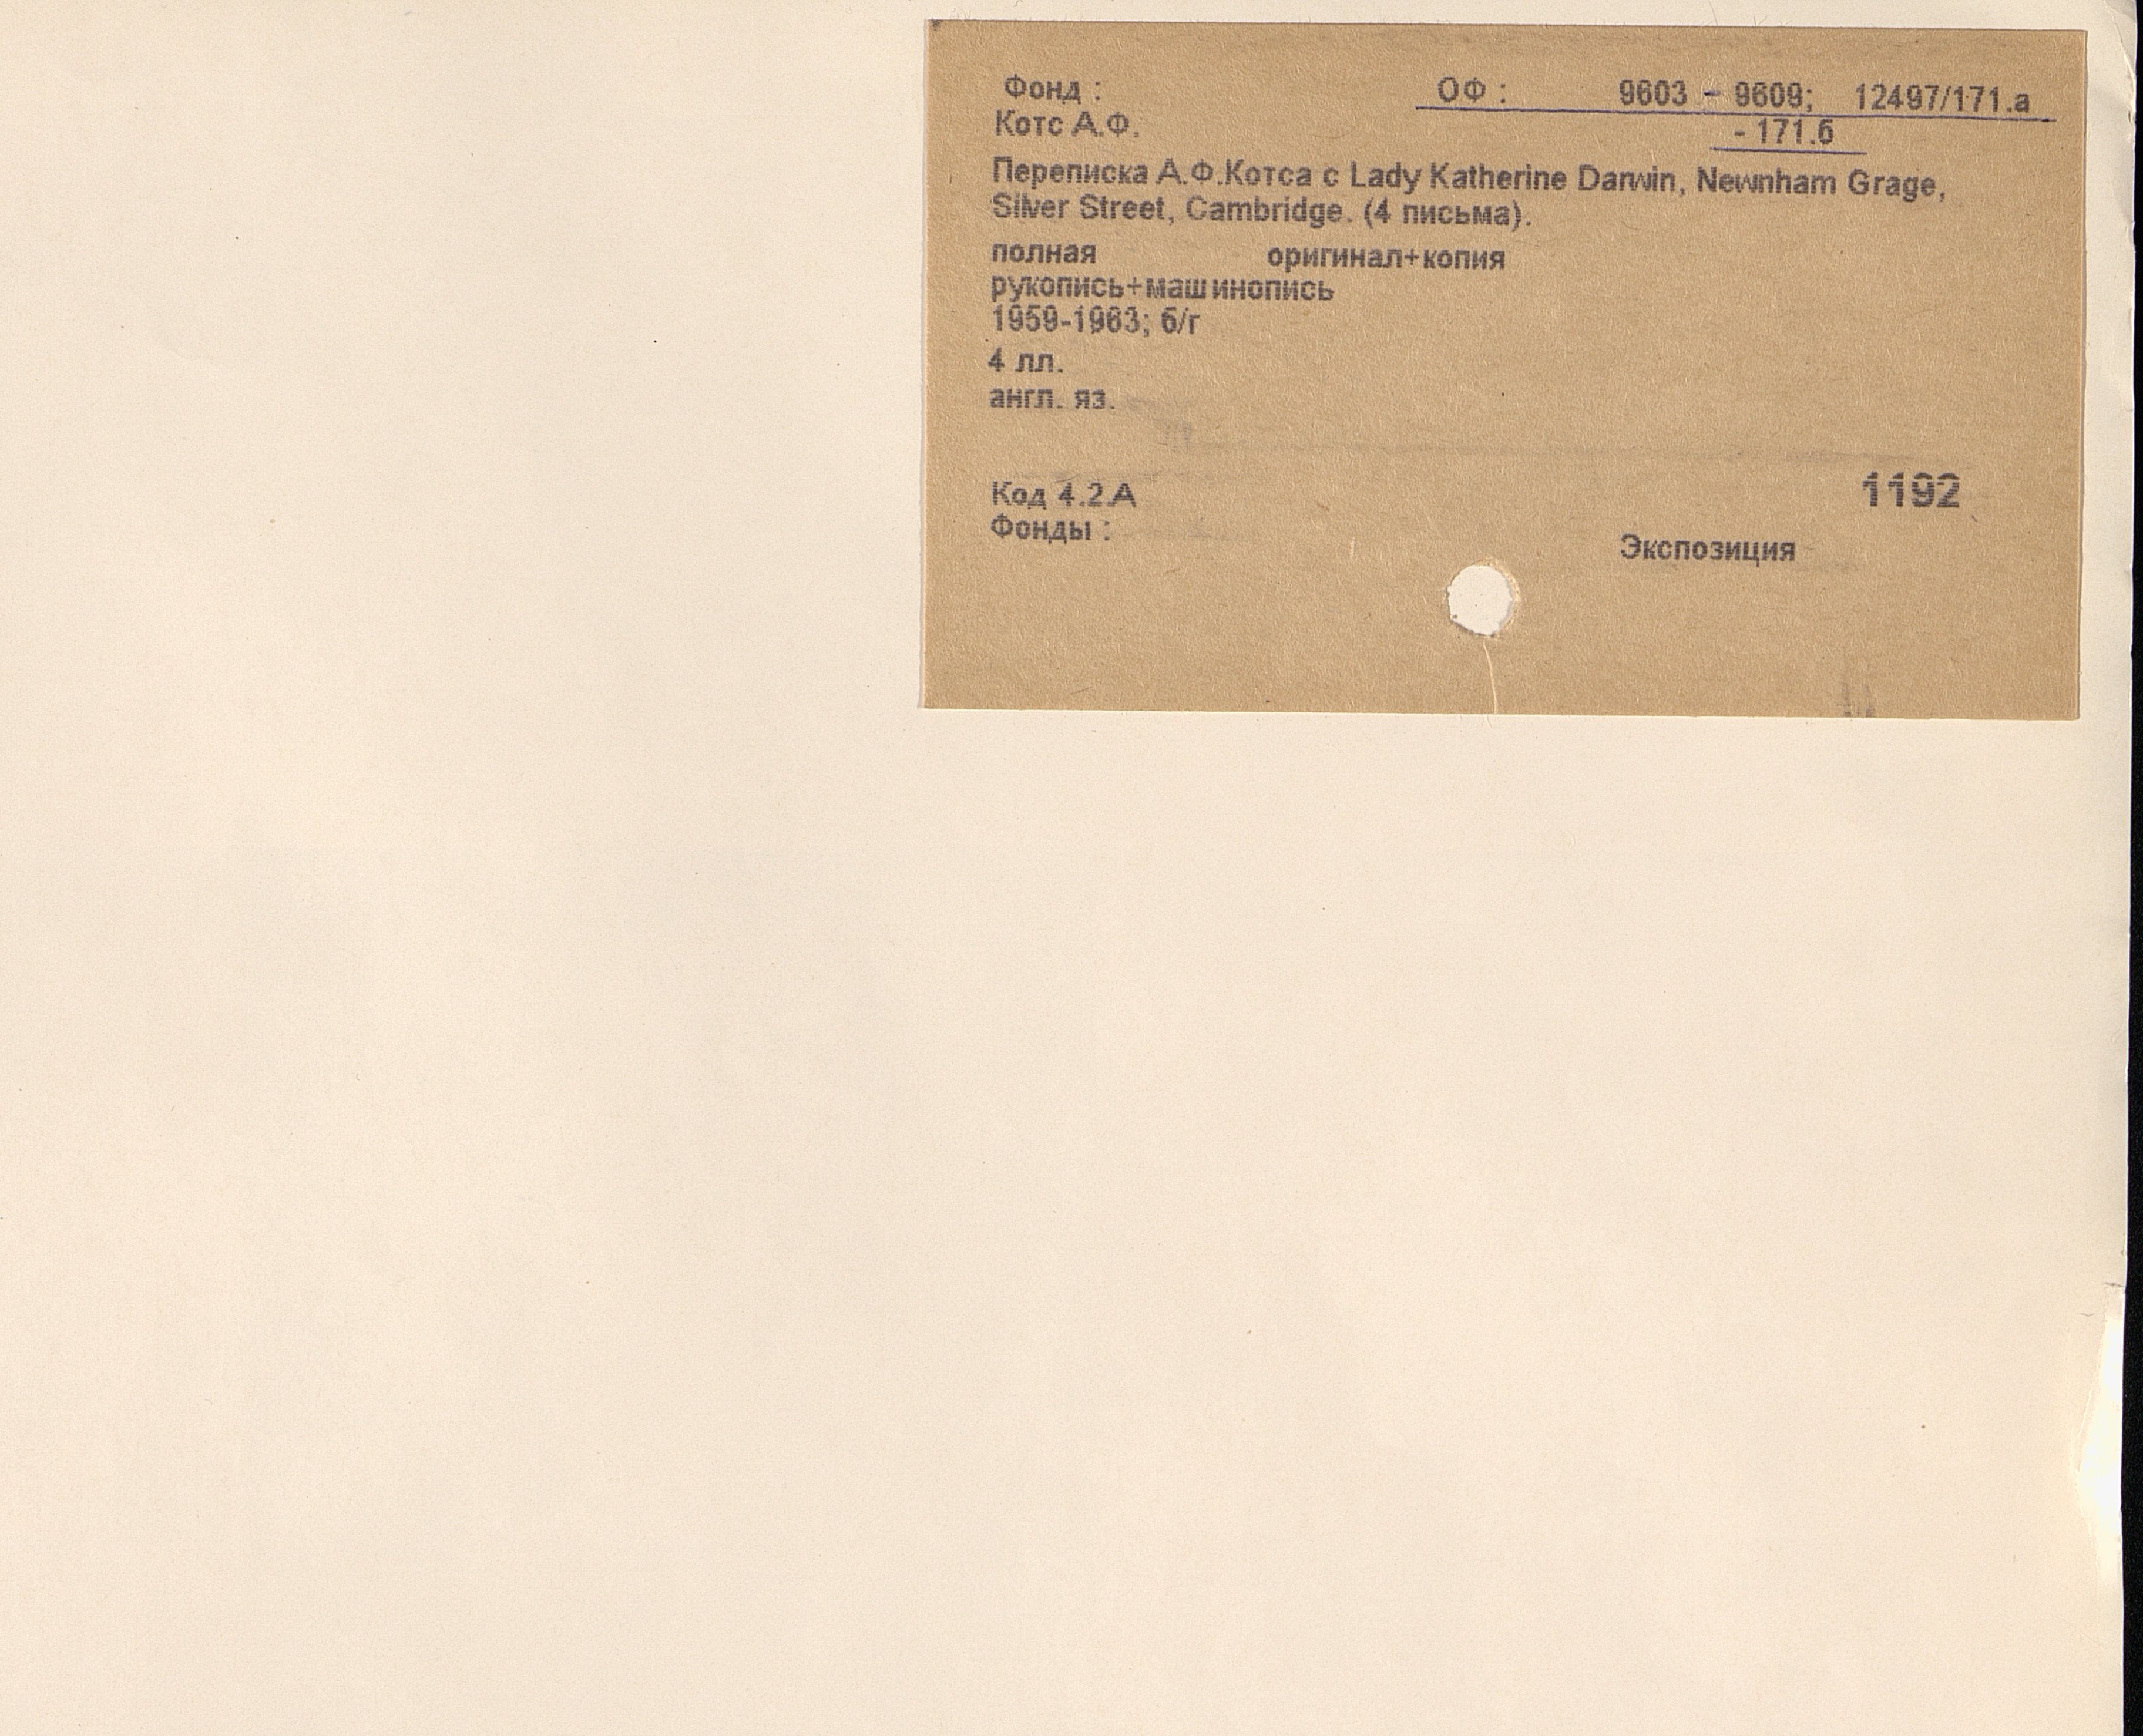 Фонд : ОФ : 9603 - 9609; 12497/171.а
Котс А.Ф. - 171.б
Переписка А.Ф.Котса с Lady Katherine Darwin, Newnham Grage,
Silver Street, Cambridge. (4 письма).
полная оригинал+копия
рукопись+машинопись
1959-1963; б/г
4 лл.
англ. яз.
Код 4.2.А 1192
Фонды :
Экспозиция